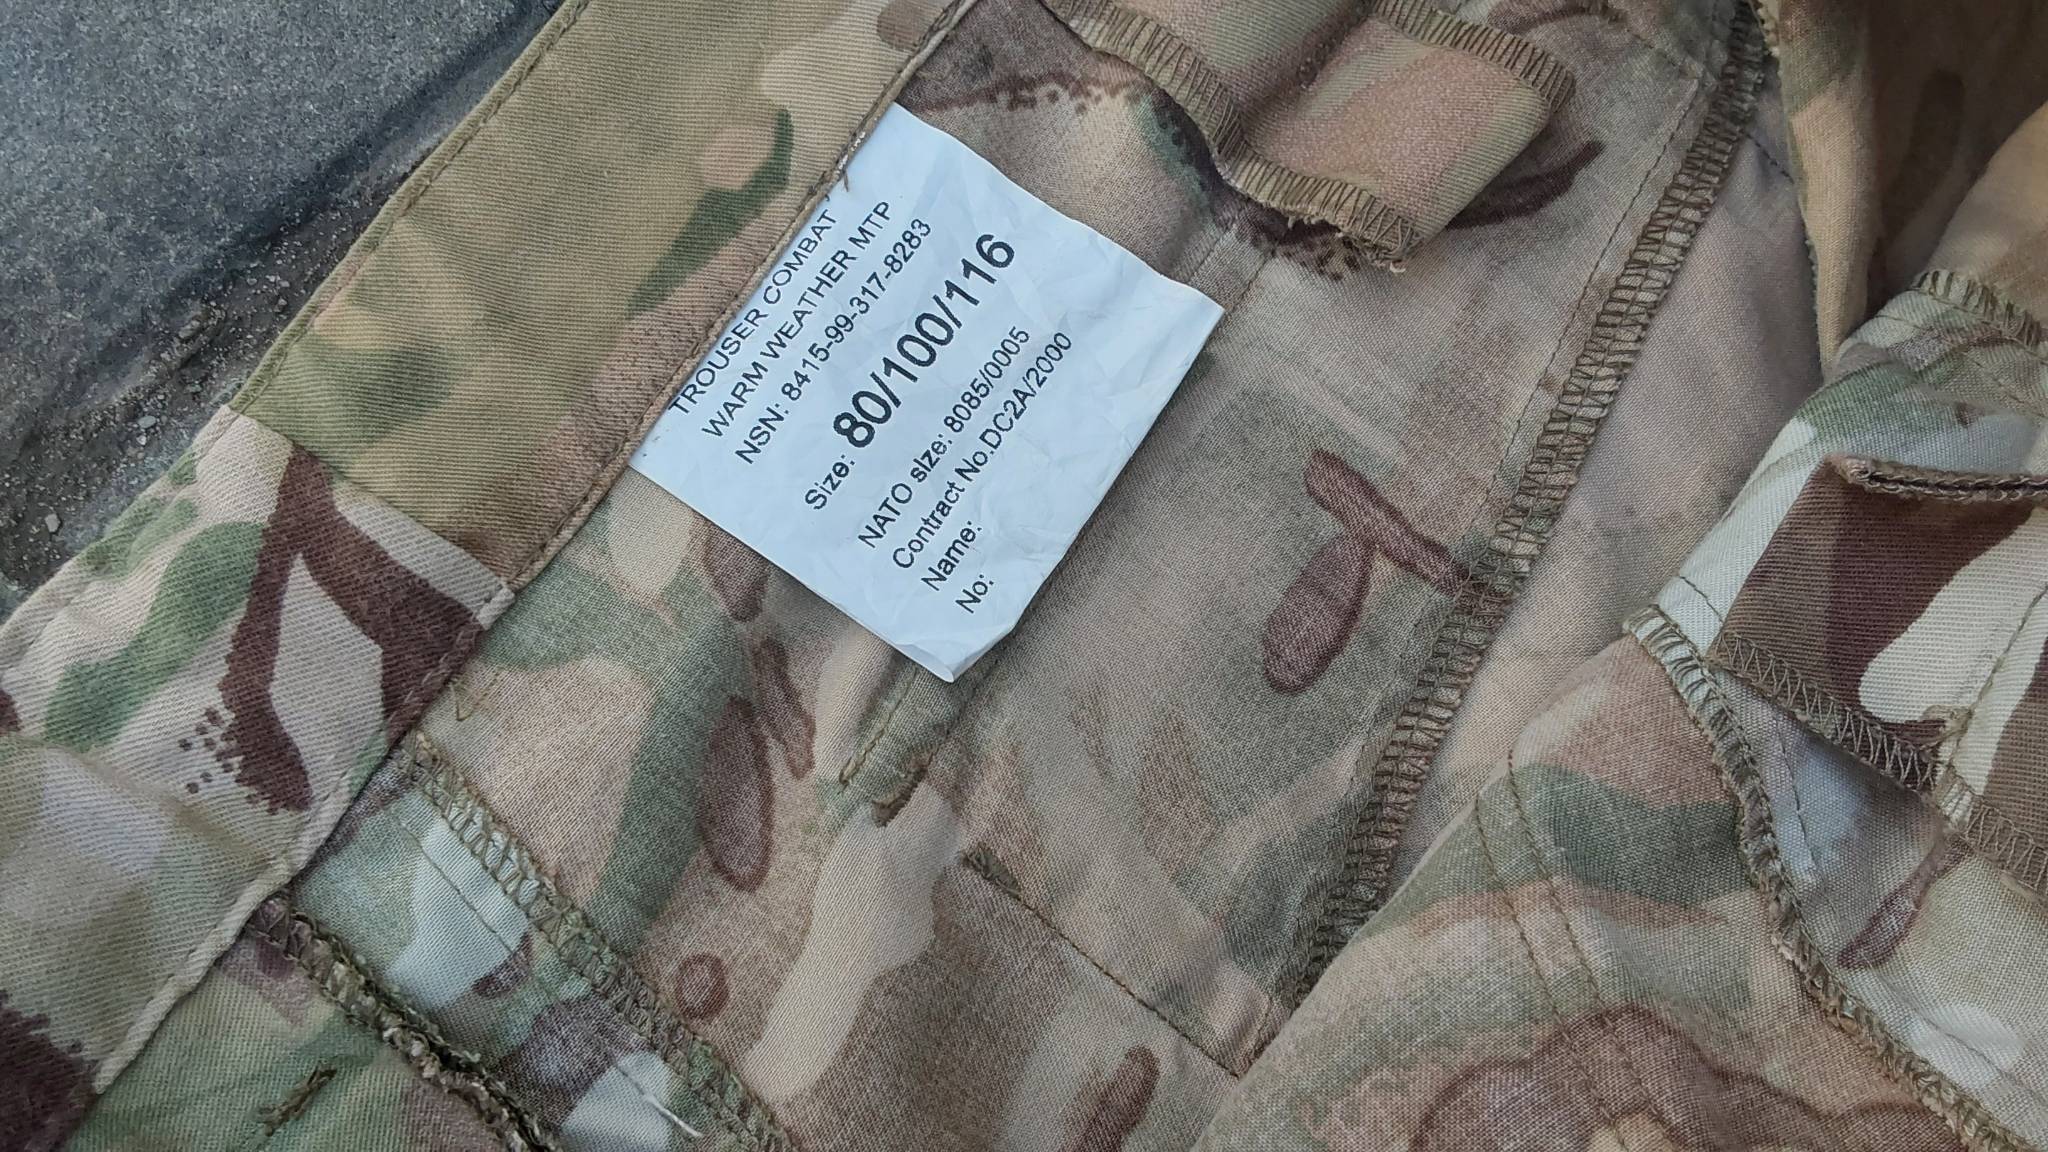 TROUSER COMBAT
WARM WEATHER MTP
NSN: 8415-99-317-8283
Size: 80/100/116
NATO size: 8085/0005
Contract No.DC2A/2000
Name:
No: